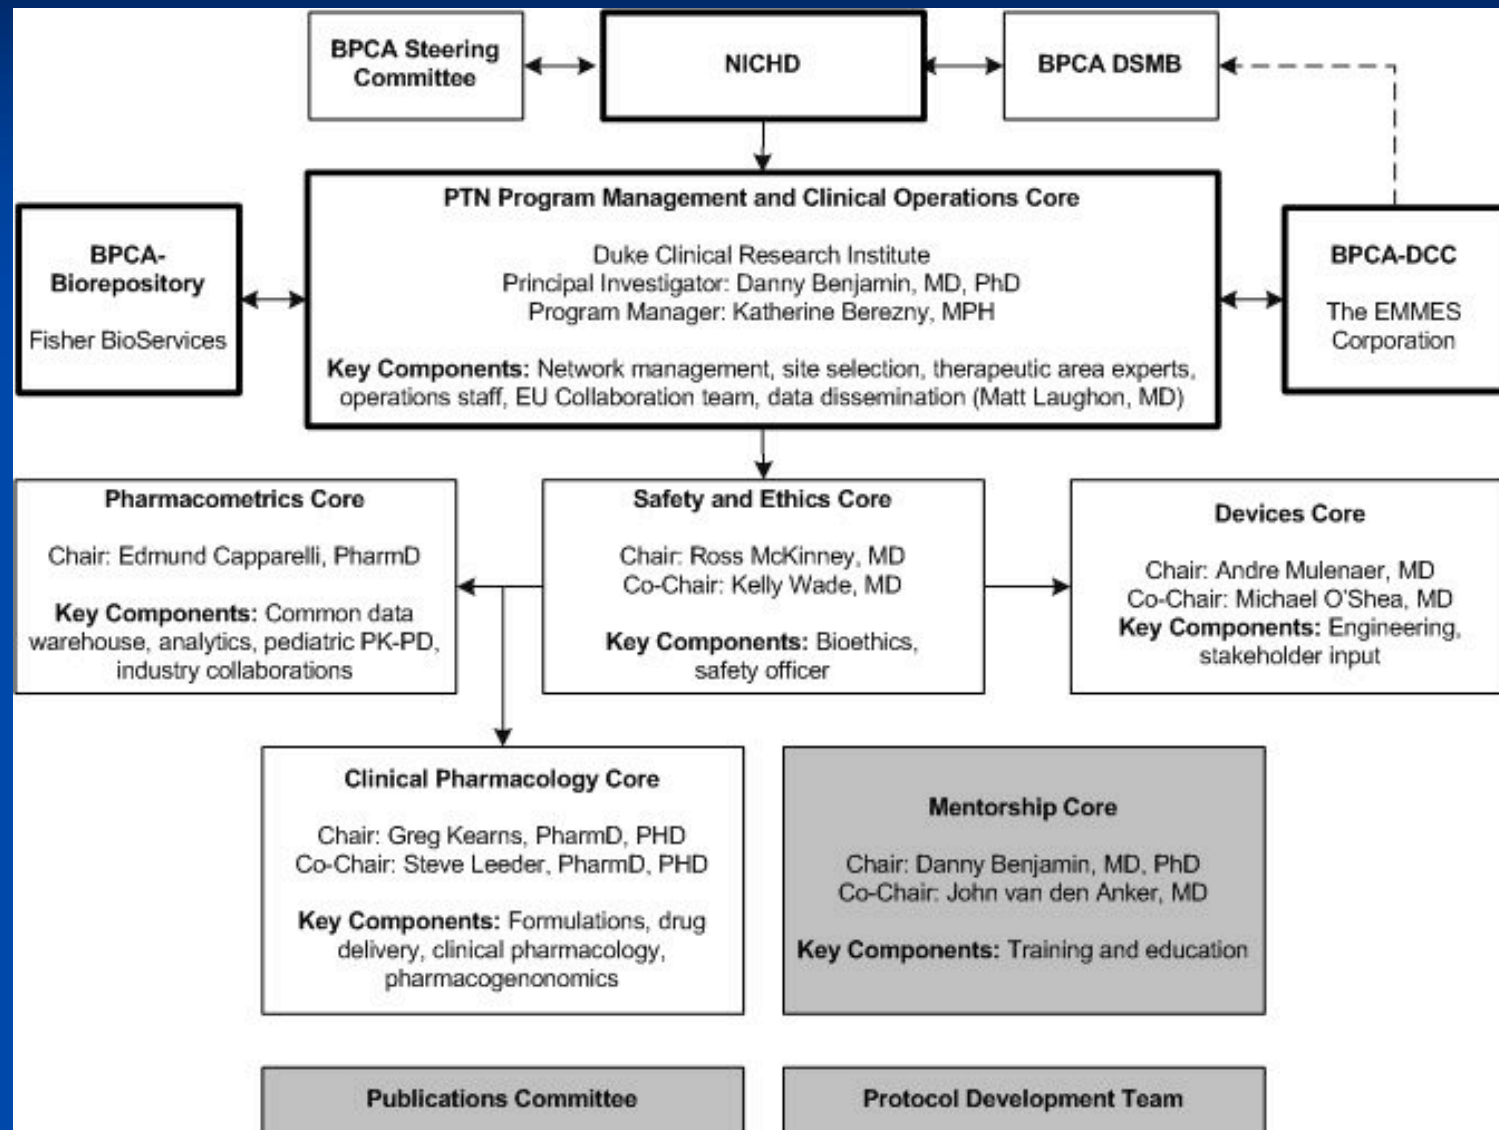 BPCA Steering
Committee
NICHD
BPCA DSMB
PTN Program Management and Clinical Operations Core
Duke Clinical Research Institute
Principal Investigator: Danny Benjamin, MD, PhD
Program Manager: Katherine Berezny, MPH
Key Components: Network management, site selection, therapeutic area experts,
operations staff, EU Collaboration team, data dissemination (Matt Laughon, MD)
BPCA-
Biorepository
Fisher BioServices
BPCA-DCC
The EMMES
Corporation
Pharmacometrics Core
Chair: Edmund Capparelli, PharmD
Key Components: Common data
warehouse, analytics, pediatric PK-PD,
industry collaborations
Safety and Ethics Core
Chair: Ross McKinney, MD
Co-Chair: Kelly Wade, MD
Key Components: Bioethics,
safety officer
Devices Core
Chair: Andre Mulenaer, MD
Co-Chair: Michael O'Shea, MD
Key Components: Engineering,
stakeholder input
Clinical Pharmacology Core
Chair: Greg Kearns, PharmD, PHD
Co-Chair: Steve Leeder, PharmD, PHD
Key Components: Formulations, drug
delivery, clinical pharmacology,
pharmacogenonomics
Mentorship Core
Chair: Danny Benjamin, MD, PhD
Co-Chair: John van den Anker, MD
Key Components: Training and education
Publications Committee
Protocol Development Team